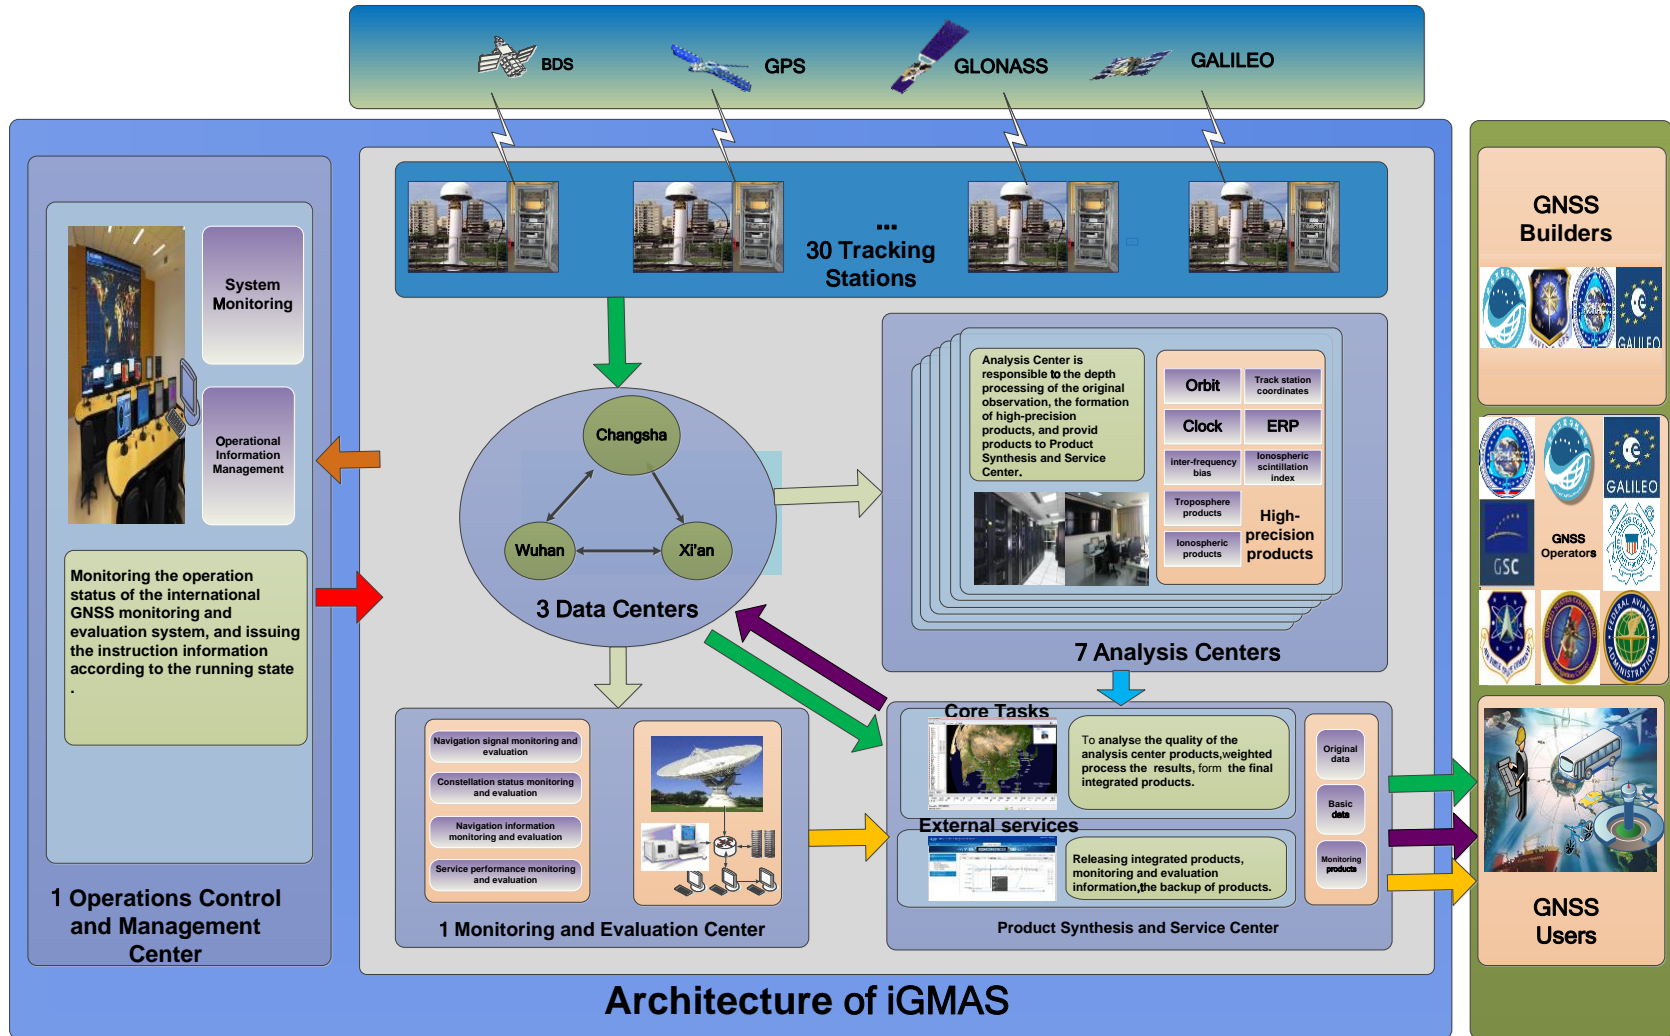 BDS
GPS
GLONASS
GALILEO
...
30 Tracking
Stations
System
Monitoring
Operational
Information
Management
Monitoring the operation
status of the international
GNSS monitoring and
evaluation system, and issuing
the instruction information
according to the running state
.
1 Operations Control
and Management
Center
Changsha
Wuhan
Xi'an
3 Data Centers
Analysis Center is
responsible to the depth
processing of the original
observation, the formation
of high-precision
products, and provid
products to Product
Synthesis and Service
Center.
Orbit
Track station
coordinates
Clock
ERP
inter-frequency
bias
Ionospheric
scintillation
index
Troposphere
products
Ionospheric
products
High-
precision
products
7 Analysis Centers
Navigation signal monitoring and
evaluation
Constellation status monitoring
and evaluation
Navigation information
monitoring and evaluation
Service performance monitoring
and evaluation
1 Monitoring and Evaluation Center
Core Tasks
To analyse the quality of the
analysis center products,weighted
process the results, form the final
integrated products.
External services
Releasing integrated products,
monitoring and evaluation
information,the backup of products.
Original
data
Basic
data
Monitoring
products
Product Synthesis and Service Center
GNSS
Builders
GALILEO
GALILEO
GSC
GNSS
Operators
FEDERAL AVIATION
ADMINISTRATION
GNSS
Users
Architecture of iGMAS